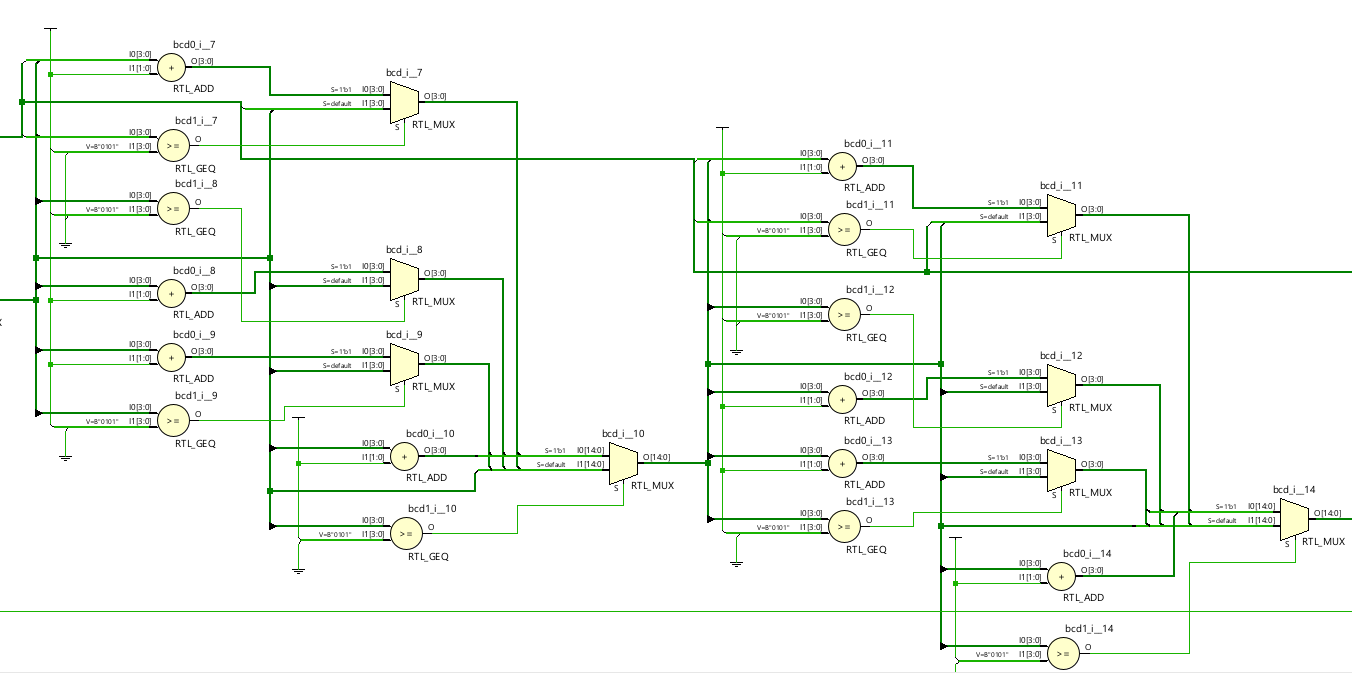 bcd0_i__7
I0[3:0]
I1[1:0]
O[3:0]
RTL_ADD
bcd_i__7
S=1'b1 I0[3:0]
S=default I1[3:0]
O[3:0]
S
RTL_MUX
bcd1_i__7
I0[3:0]
V=B"0101" I1[3:0]
O
RTL_GEQ
bcd1_i__8
I0[3:0]
V=B"0101" I1[3:0]
O
RTL_GEQ
bcd0_i__8
I0[3:0]
I1[1:0]
O[3:0]
RTL_ADD
bcd_i__8
S=1'b1 I0[3:0]
S=default I1[3:0]
O[3:0]
S
RTL_MUX
bcd0_i__9
I0[3:0]
I1[1:0]
O[3:0]
RTL_ADD
bcd_i__9
S=1'b1 I0[3:0]
S=default I1[3:0]
O[3:0]
S
RTL_MUX
bcd1_i__9
I0[3:0]
V=B"0101" I1[3:0]
O
RTL_GEQ
bcd0_i__10
I0[3:0]
I1[1:0]
O[3:0]
RTL_ADD
bcd_i__10
S=1'b1 I0[14:0]
S=default I1[14:0]
O[14:0]
S
RTL_MUX
bcd1_i__10
I0[3:0]
V=B"0101" I1[3:0]
O
RTL_GEQ
bcd0_i__11
I0[3:0]
I1[1:0]
O[3:0]
RTL_ADD
bcd_i__11
S=1'b1 I0[3:0]
S=default I1[3:0]
O[3:0]
S
RTL_MUX
bcd1_i__11
I0[3:0]
V=B"0101" I1[3:0]
O
RTL_GEQ
bcd1_i__12
I0[3:0]
V=B"0101" I1[3:0]
O
RTL_GEQ
bcd0_i__12
I0[3:0]
I1[1:0]
O[3:0]
RTL_ADD
bcd_i__12
S=1'b1 I0[3:0]
S=default I1[3:0]
O[3:0]
S
RTL_MUX
bcd0_i__13
I0[3:0]
I1[1:0]
O[3:0]
RTL_ADD
bcd_i__13
S=1'b1 I0[3:0]
S=default I1[3:0]
O[3:0]
S
RTL_MUX
bcd1_i__13
I0[3:0]
V=B"0101" I1[3:0]
O
RTL_GEQ
bcd_i__14
S=1'b1 I0[14:0]
S=default I1[14:0]
O[14:0]
S
RTL_MUX
bcd0_i__14
I0[3:0]
I1[1:0]
O[3:0]
RTL_ADD
bcd1_i__14
I0[3:0]
V=B"0101" I1[3:0]
O